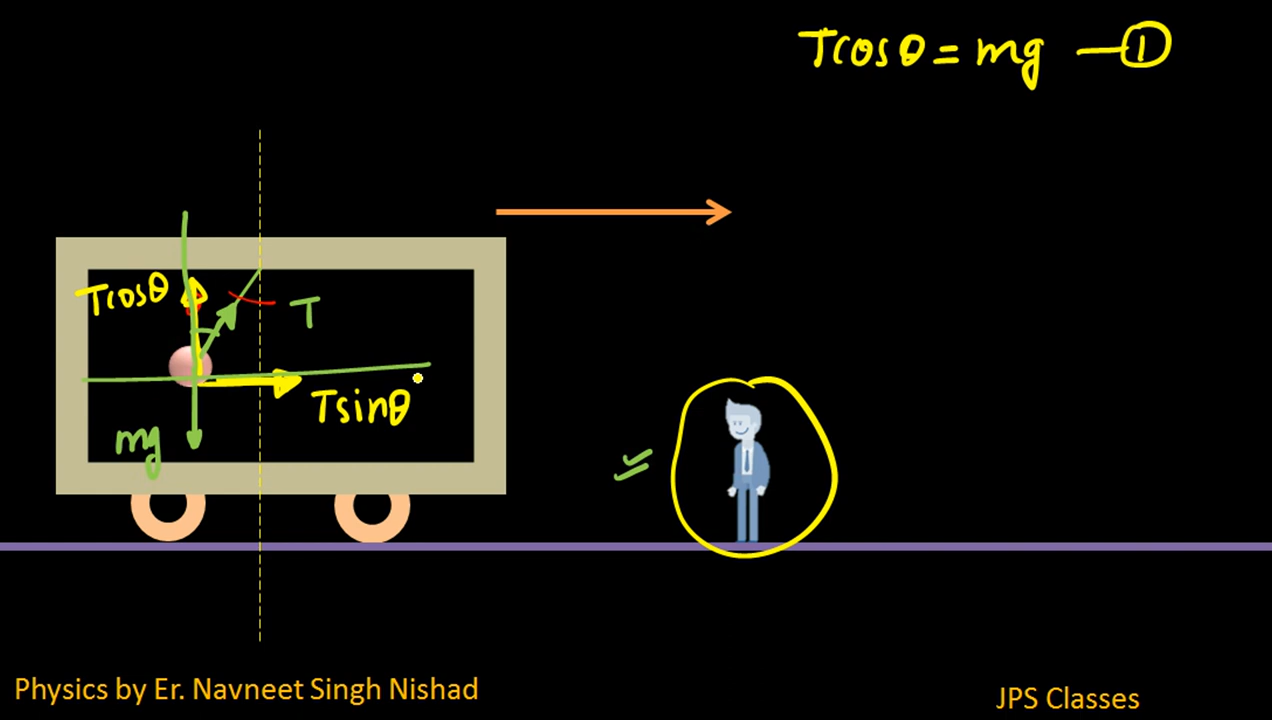 Tcosθ = mg —①
Tcosθ
T
Tsinθ
mg
Physics by Er. Navneet Singh Nishad
JPS Classes